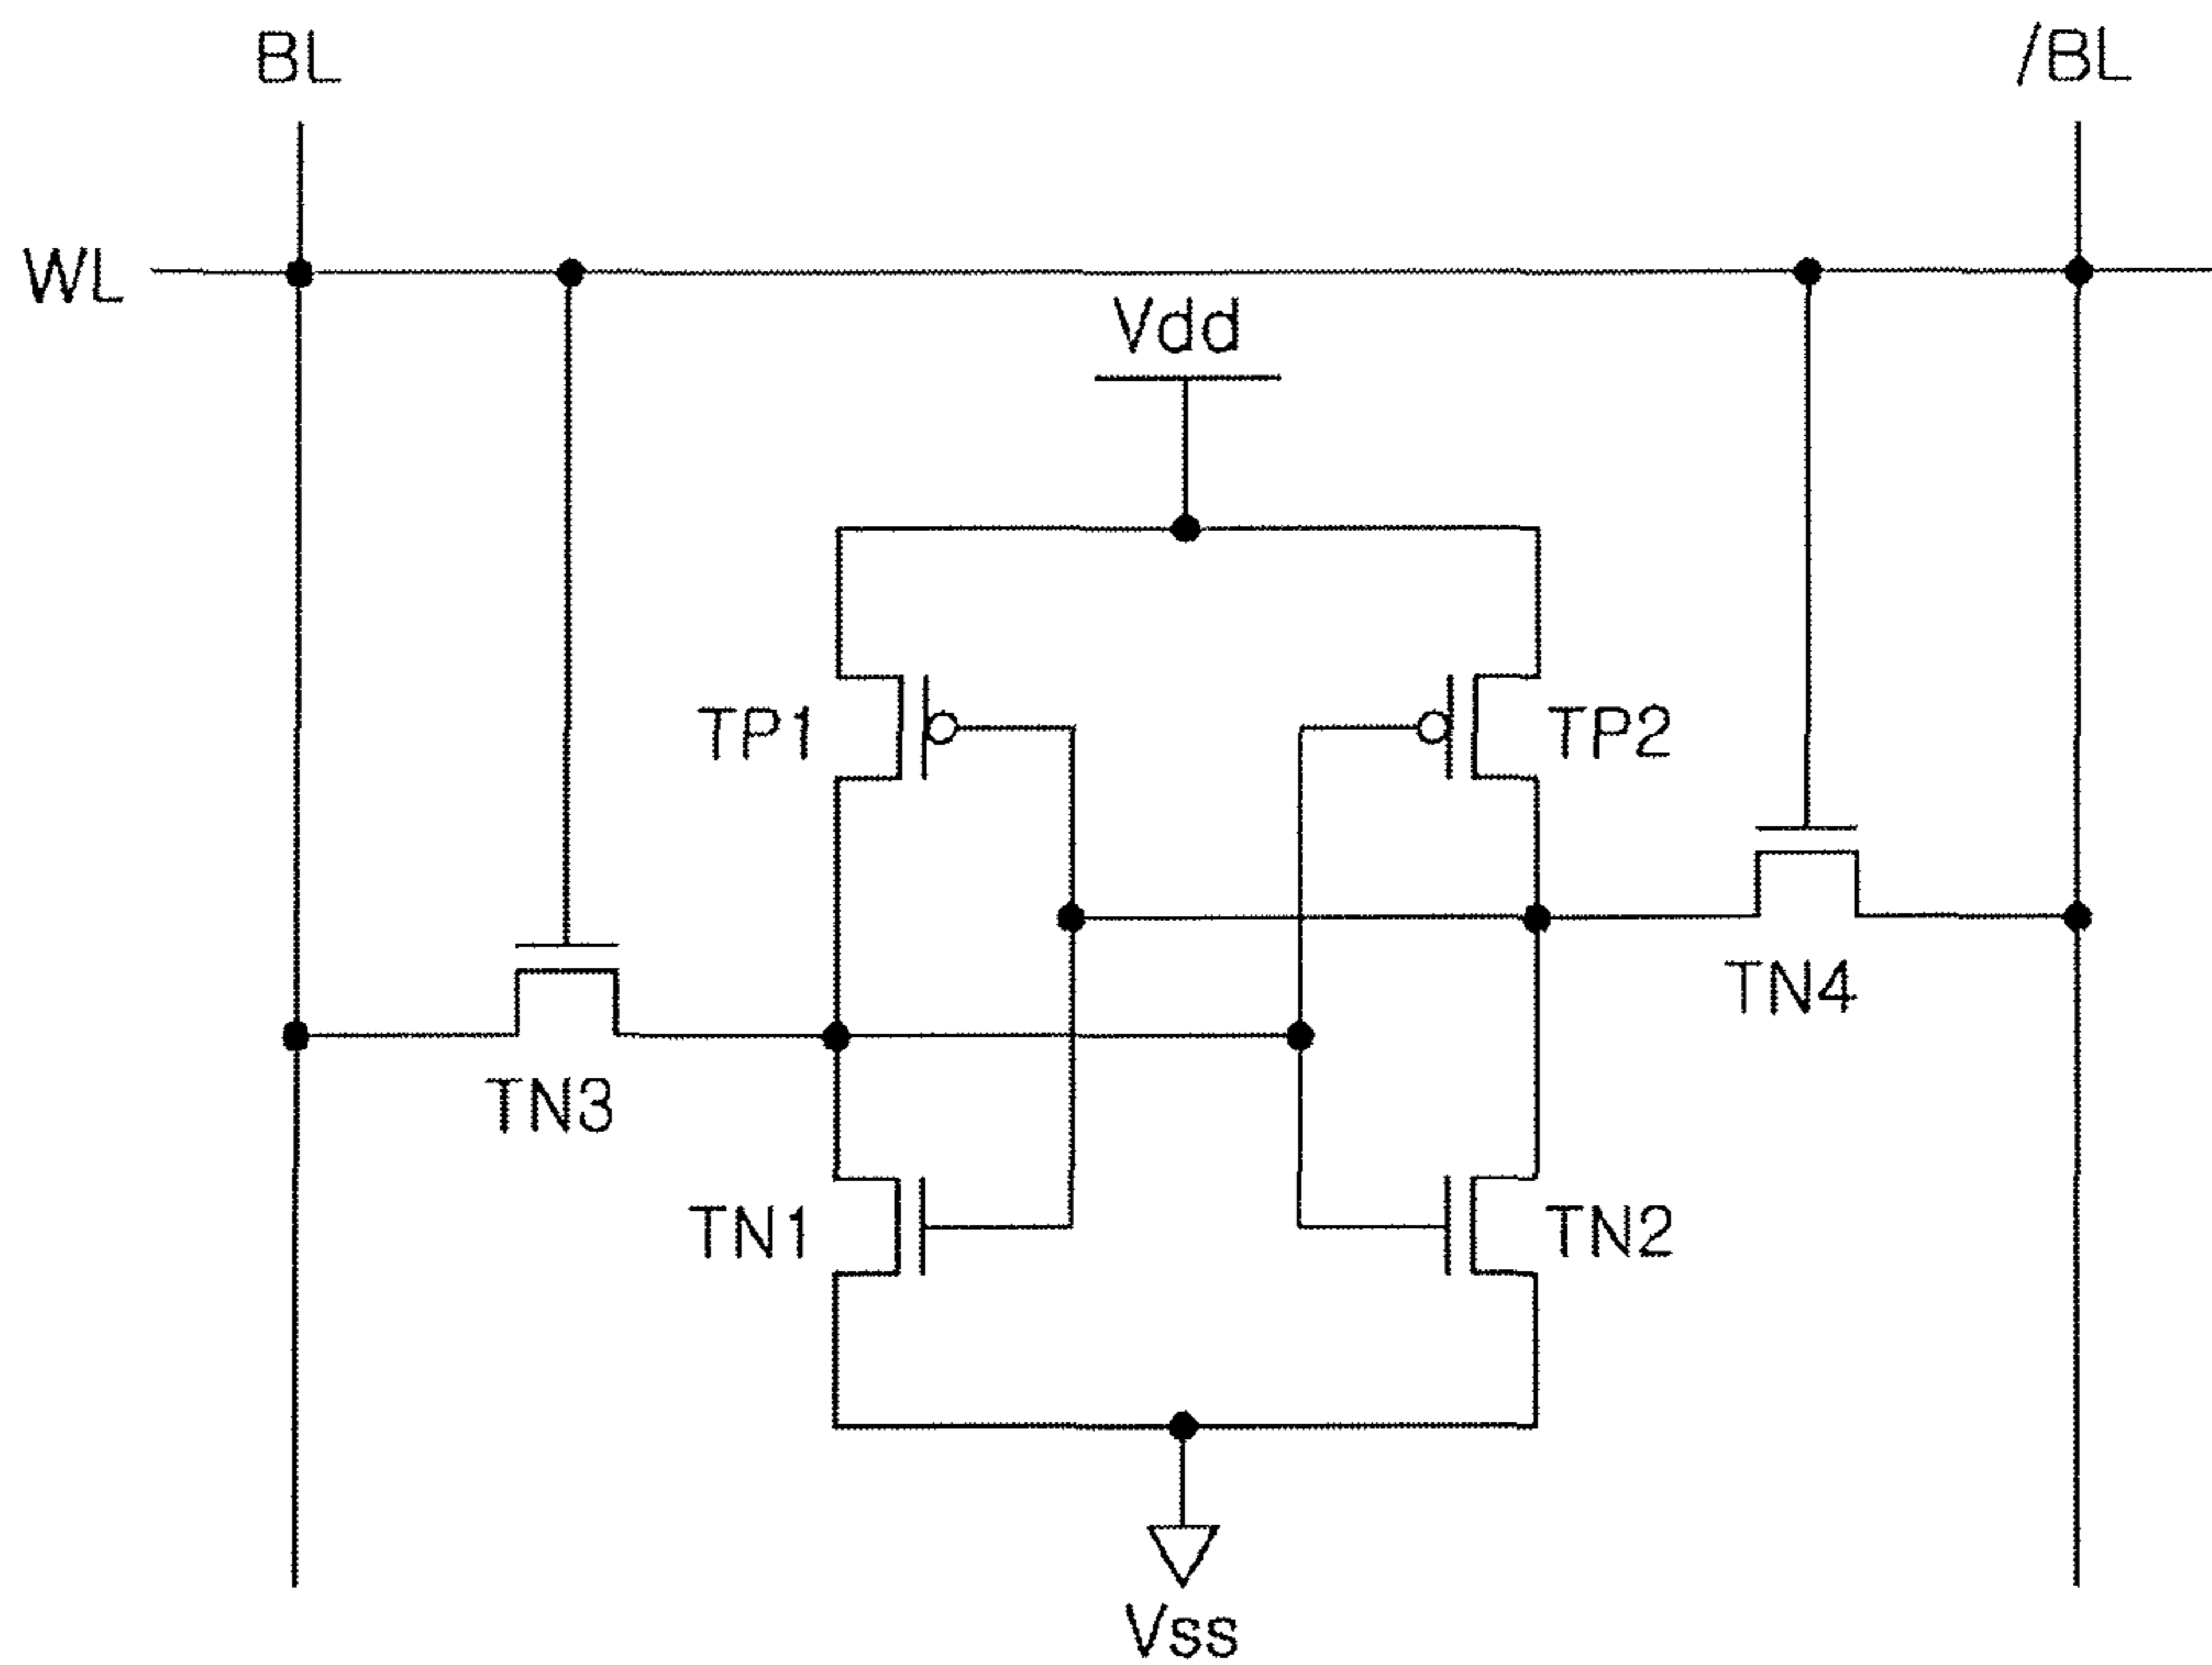 BL
/BL
WL
Vdd
TP1
TP2
TN4
TN3
TN1
TN2
Vss